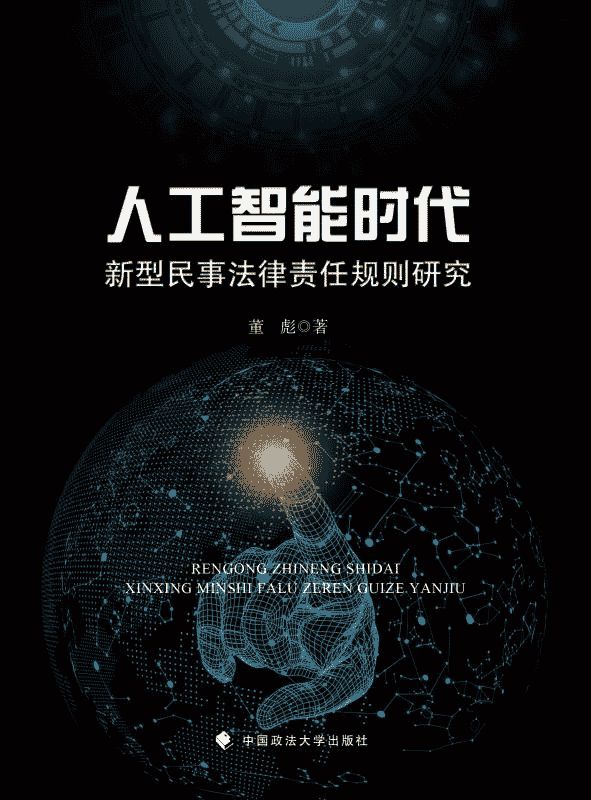 人工智能时代
新型民事法律责任规则研究
董 彪◎著
RENGONG ZHINENG SHIDAI
XINXING MINSHI FALÜ ZEREN GUIZE YANJIU
中国政法大学出版社